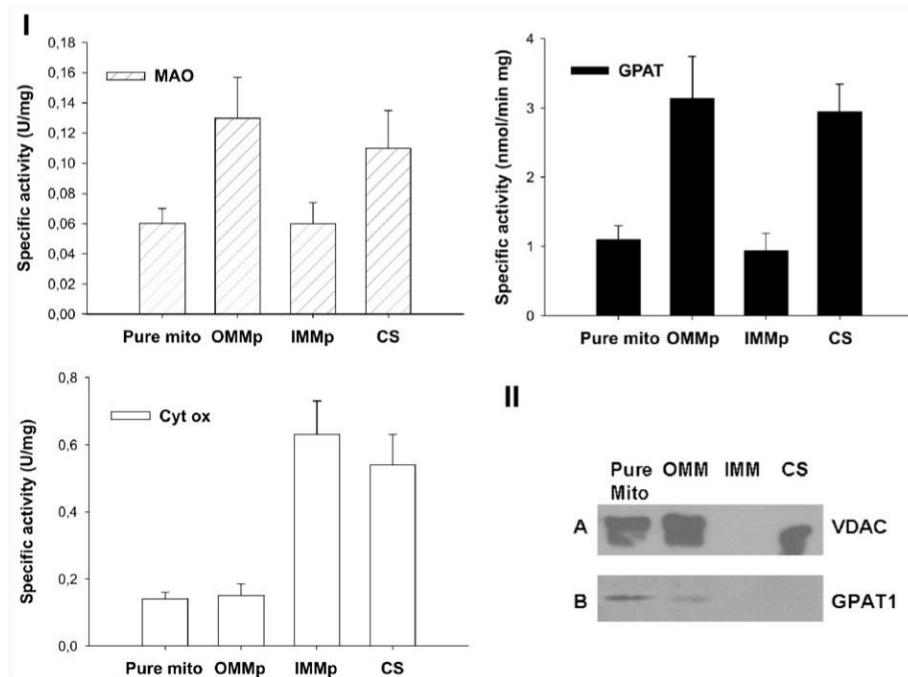 I
Specific activity (U/mg)
0,18
0,16
0,14
0,12
0,10
0,08
0,06
0,04
0,02
0,00
MAO
Pure mito OMMp IMMp CS
Specific activity (nmol/min mg)
4
3
2
1
0
GPAT
Pure mito OMMp IMMp CS
Specific activity (U/mg)
0,8
0,6
0,4
0,2
0,0
Cyt ox
Pure mito OMMp IMMp CS
II
Pure OMM IMM CS
Mito
A VDAC
B GPAT1